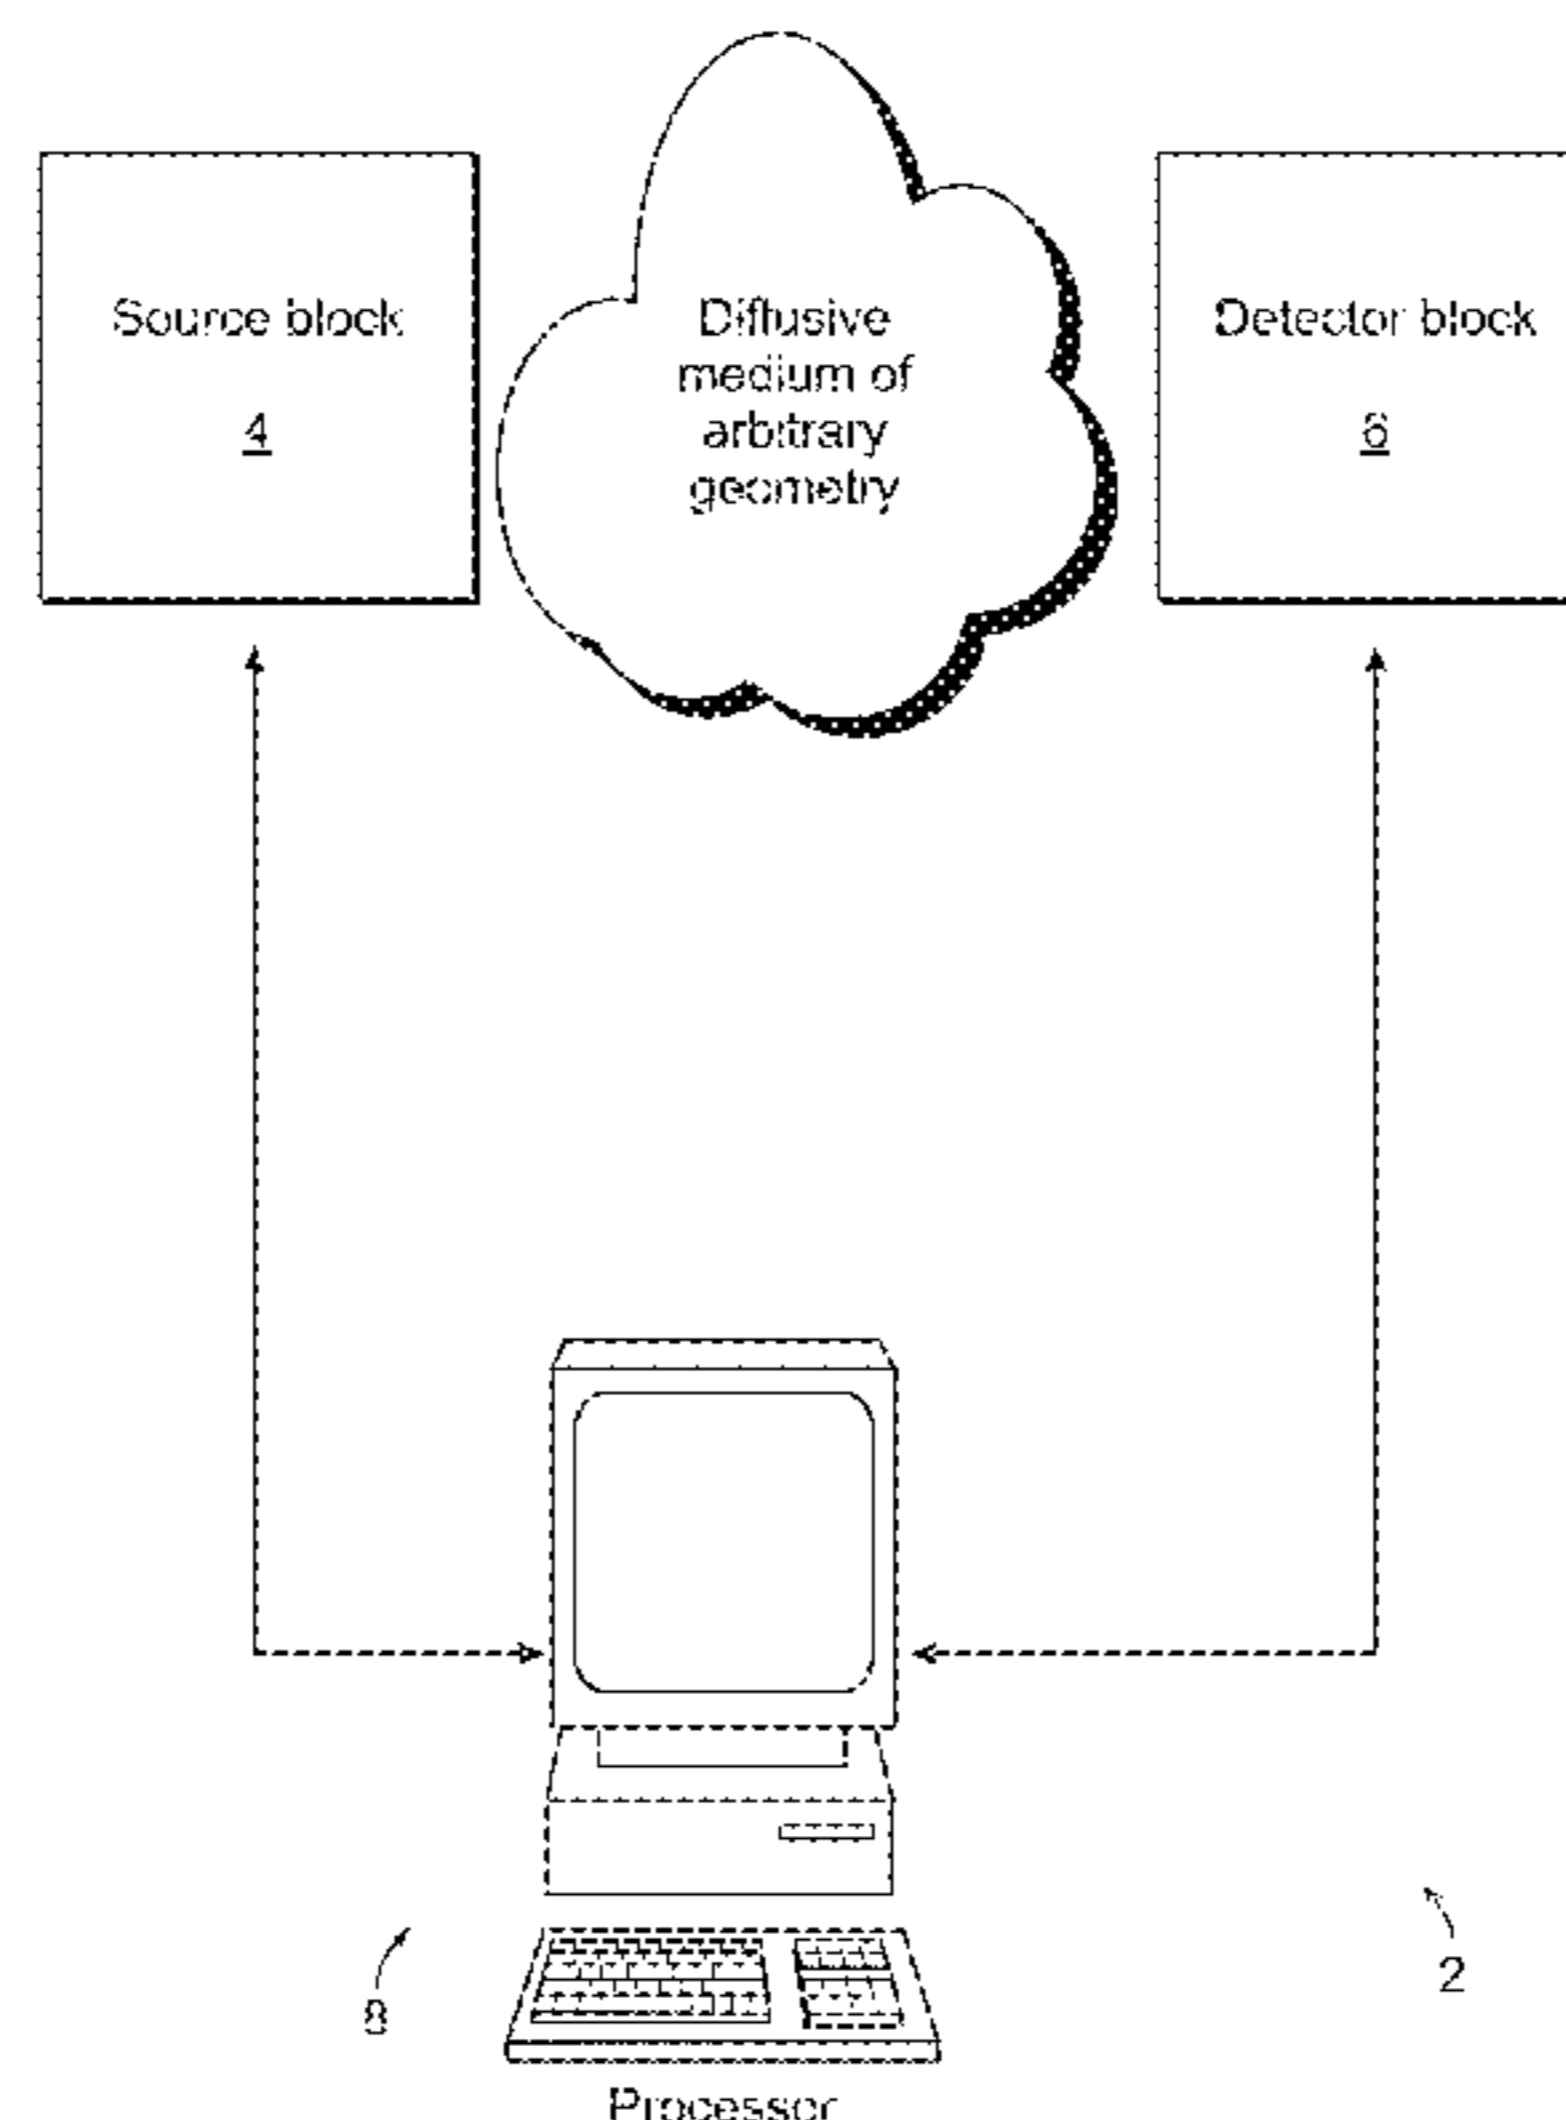 Source block
4
Diffusive
medium of
arbitrary
geometry
Detector block
6
8
2
Processor